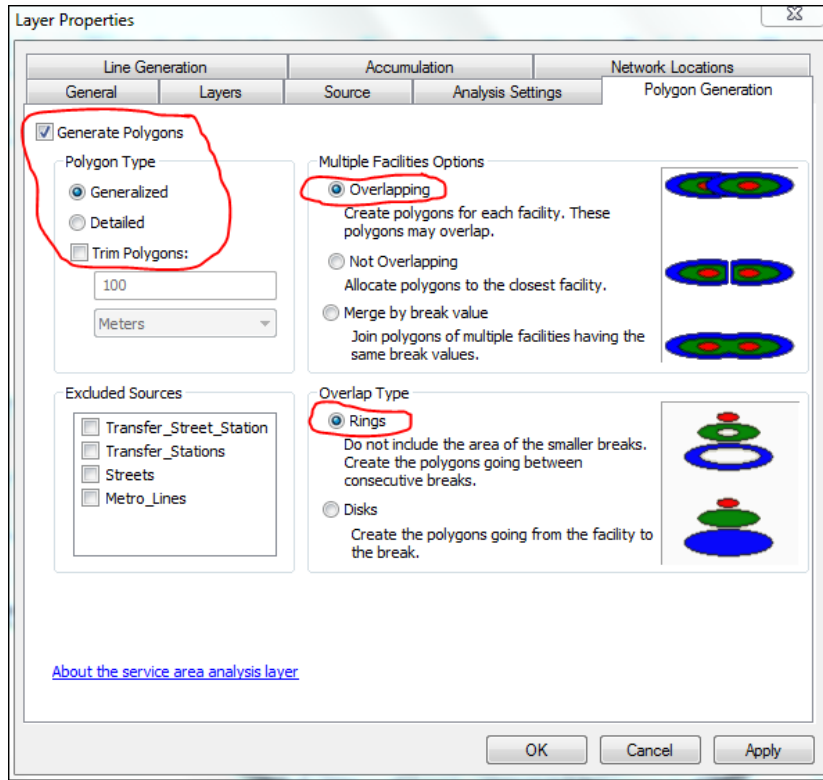 Layer Properties
Line Generation
Accumulation
Network Locations
General
Layers
Source
Analysis Settings
Polygon Generation
Generate Polygons
Polygon Type
Generalized
Detailed
Trim Polygons:
100
Meters
Multiple Facilities Options
Overlapping
Create polygons for each facility. These
polygons may overlap.
Not Overlapping
Allocate polygons to the closest facility.
Merge by break value
Join polygons of multiple facilities having the
same break values.
Excluded Sources
Transfer_Street_Station
Transfer_Stations
Streets
Metro_Lines
Overlap Type
Rings
Do not include the area of the smaller breaks.
Create the polygons going between
consecutive breaks.
Disks
Create the polygons going from the facility to
the break.
About the service area analysis layer
OK
Cancel
Apply